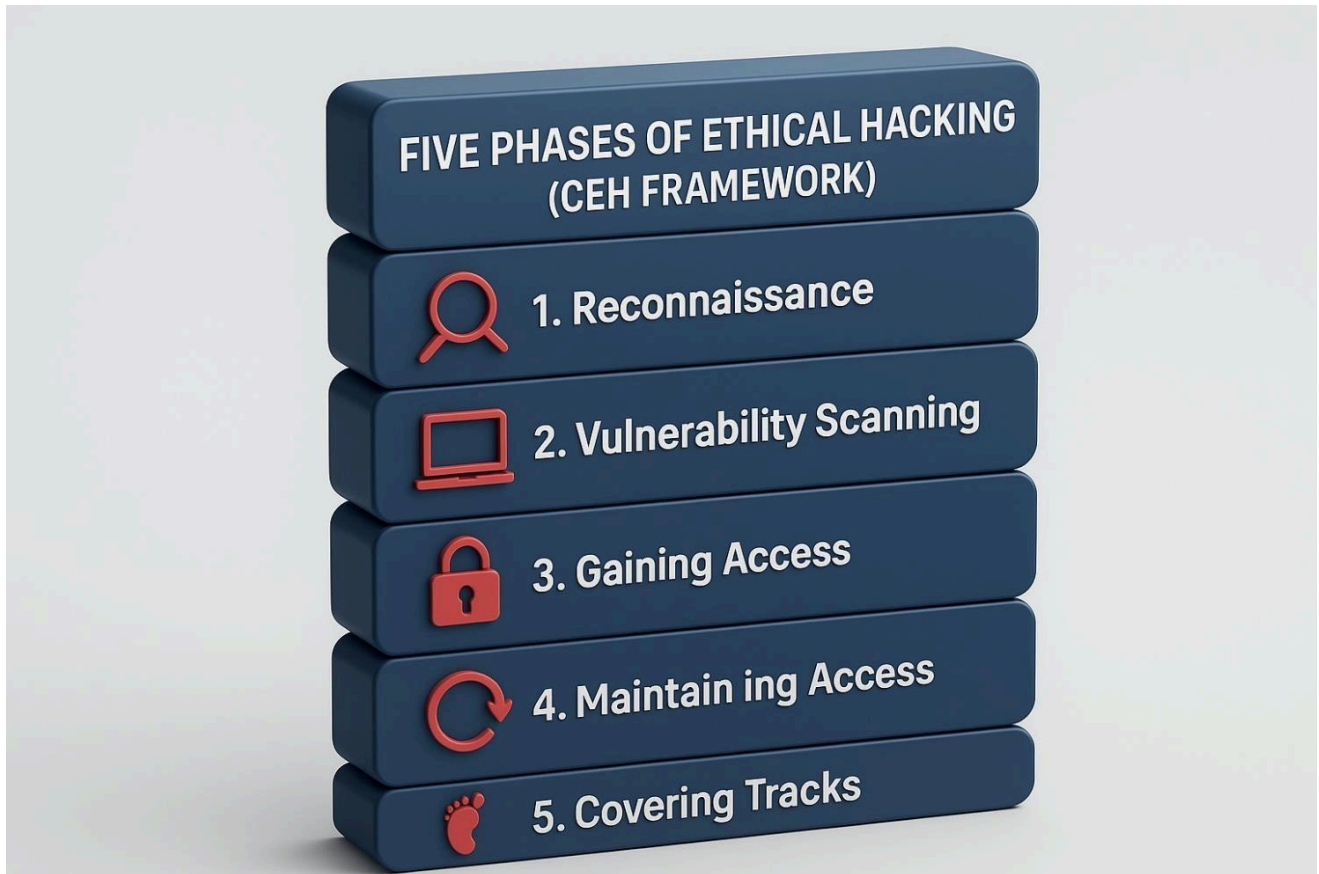 FIVE PHASES OF ETHICAL HACKING
(CEH FRAMEWORK)
1. Reconnaissance
2. Vulnerability Scanning
3. Gaining Access
4. Maintain ing Access
5. Covering Tracks